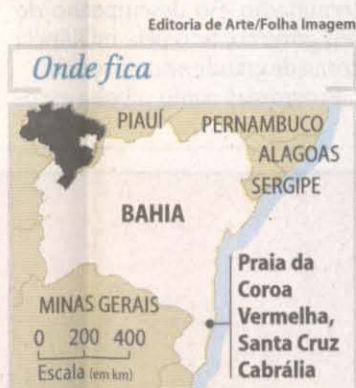 Editoria de Arte/Folha Imagem
Onde fica
PIAUÍ
PERNAMBUCO
ALAGOAS
SERGIPE
BAHIA
Praia da
Coroa
Vermelha,
Santa Cruz
Cabrália
MINAS GERAIS
0 200 400
Escala (em km)